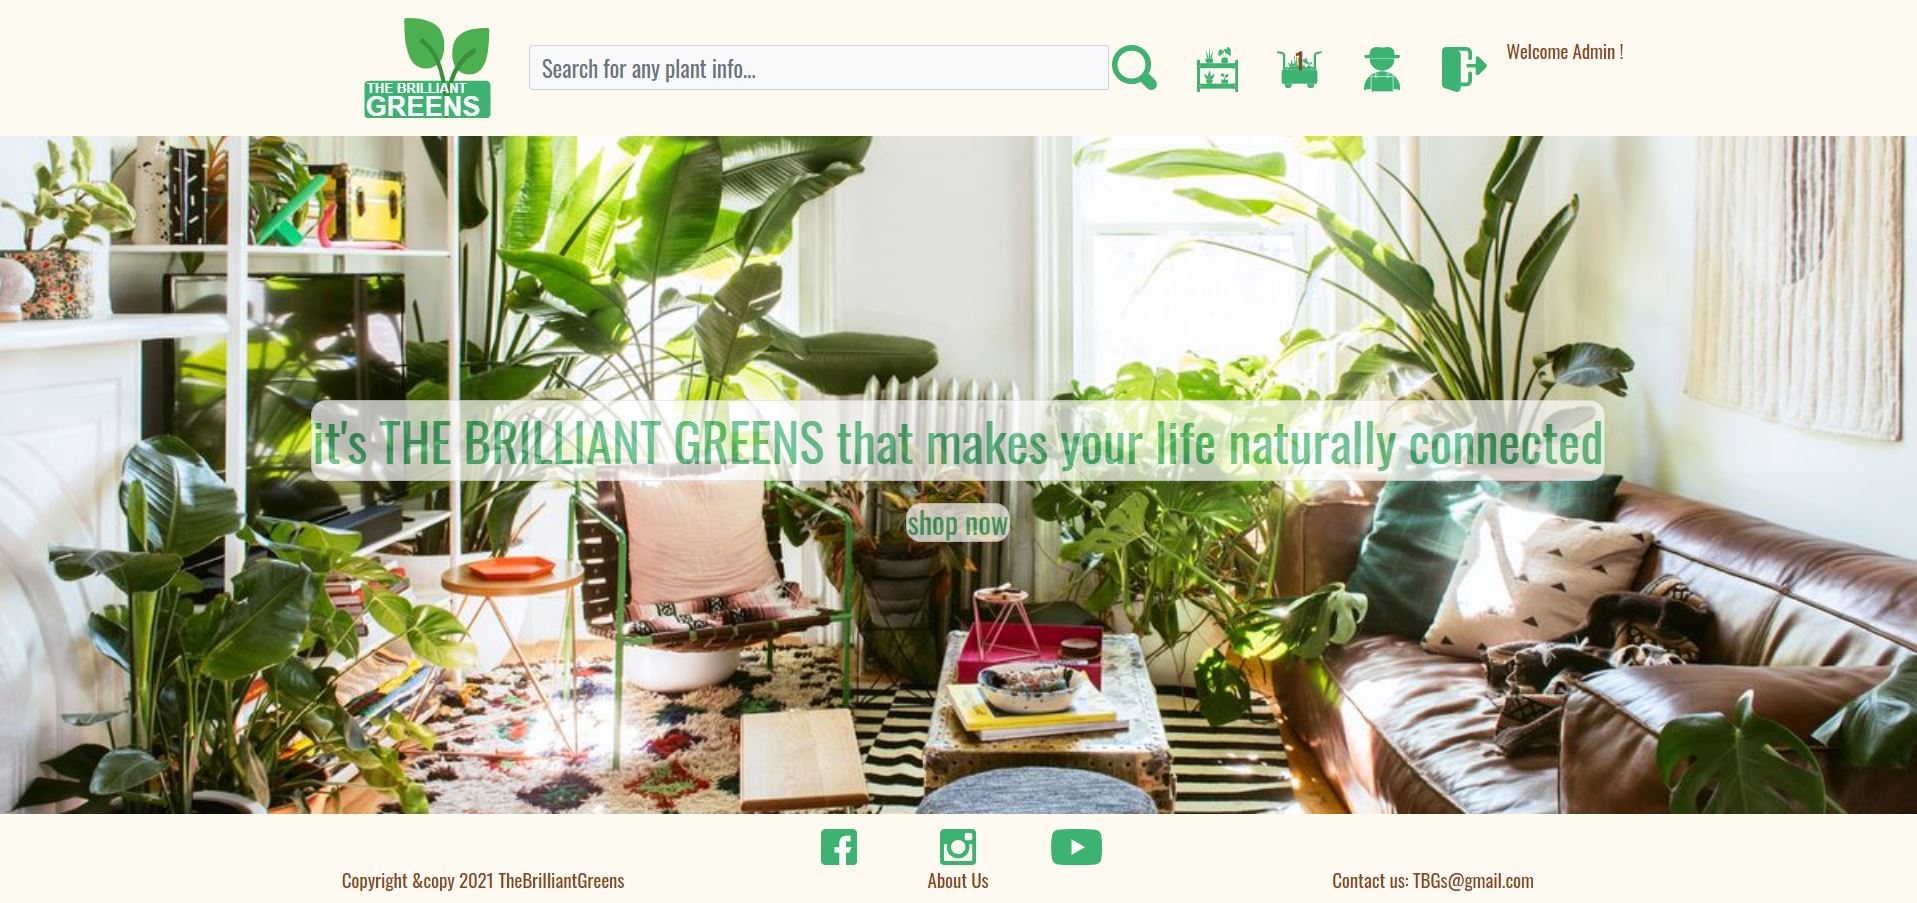 THE BRILLIANT
GREENS
Search for any plant info...
1
Welcome Admin !
it's THE BRILLIANT GREENS that makes your life naturally connected
shop now
Copyright &copy 2021 TheBrilliantGreens
About Us
Contact us: TBGs@gmail.com